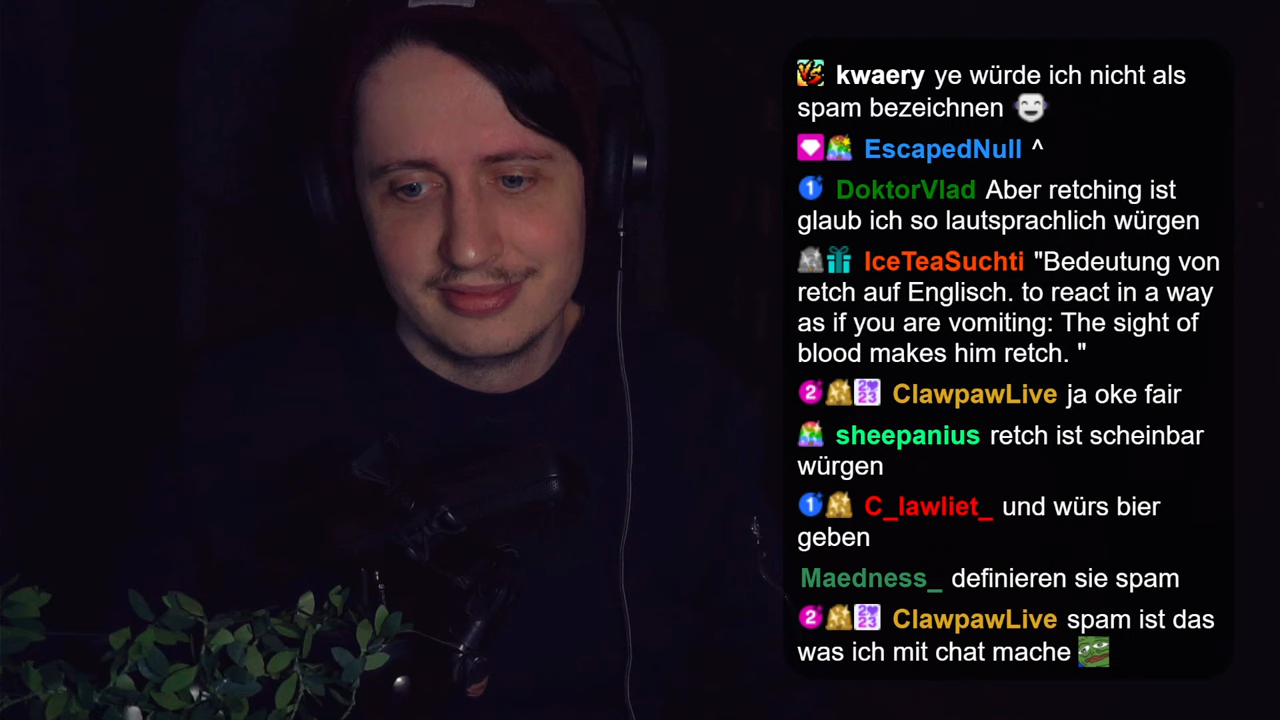 kwaery ye würde ich nicht als
spam bezeichnen
EscapedNull ^
DoktorVlad Aber retching ist
glaub ich so lautsprachlich würgen
IceTeaSuchti "Bedeutung von
retch auf Englisch. to react in a way
as if you are vomiting: The sight of
blood makes him retch. "
ClawpawLive ja oke fair
sheepanius retch ist scheinbar
würgen
C_lawliet_ und würs bier
geben
Maedness_ definieren sie spam
ClawpawLive spam ist das
was ich mit chat mache